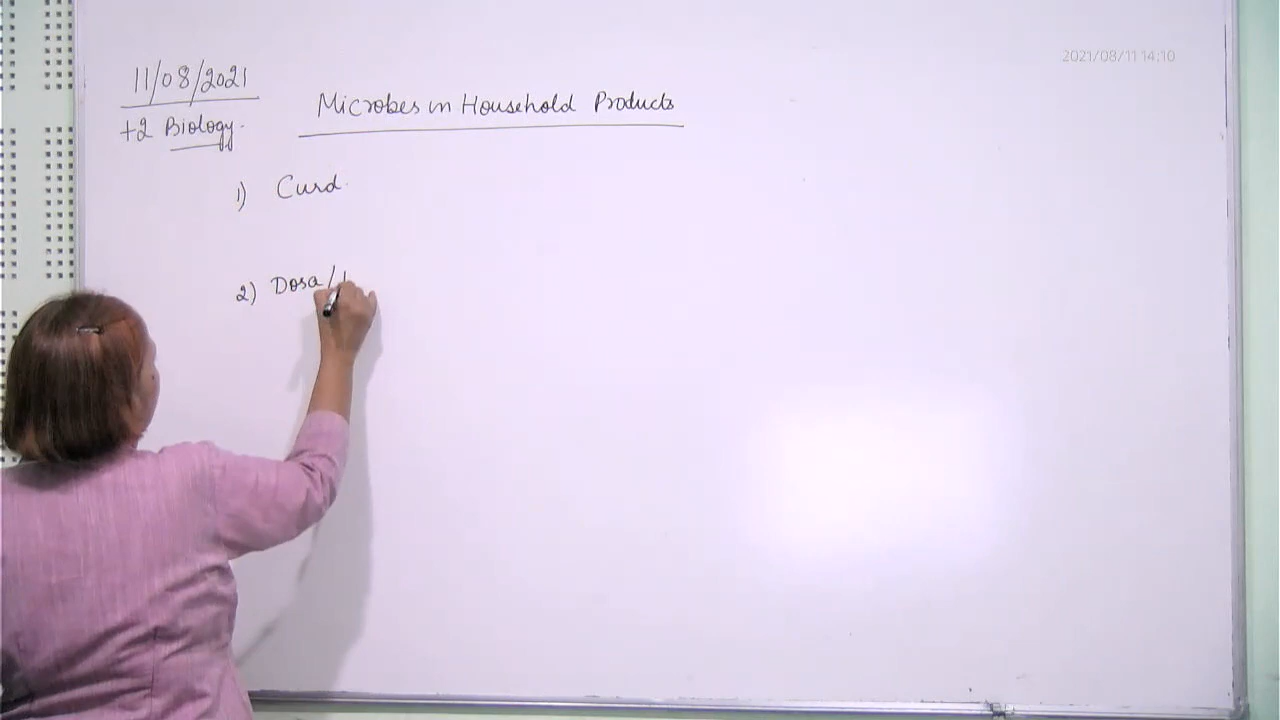 2021/08/11 14:10
11/08/2021
Microbes in Household Products
+2 Biology.
1) Curd.
2) Dosa/